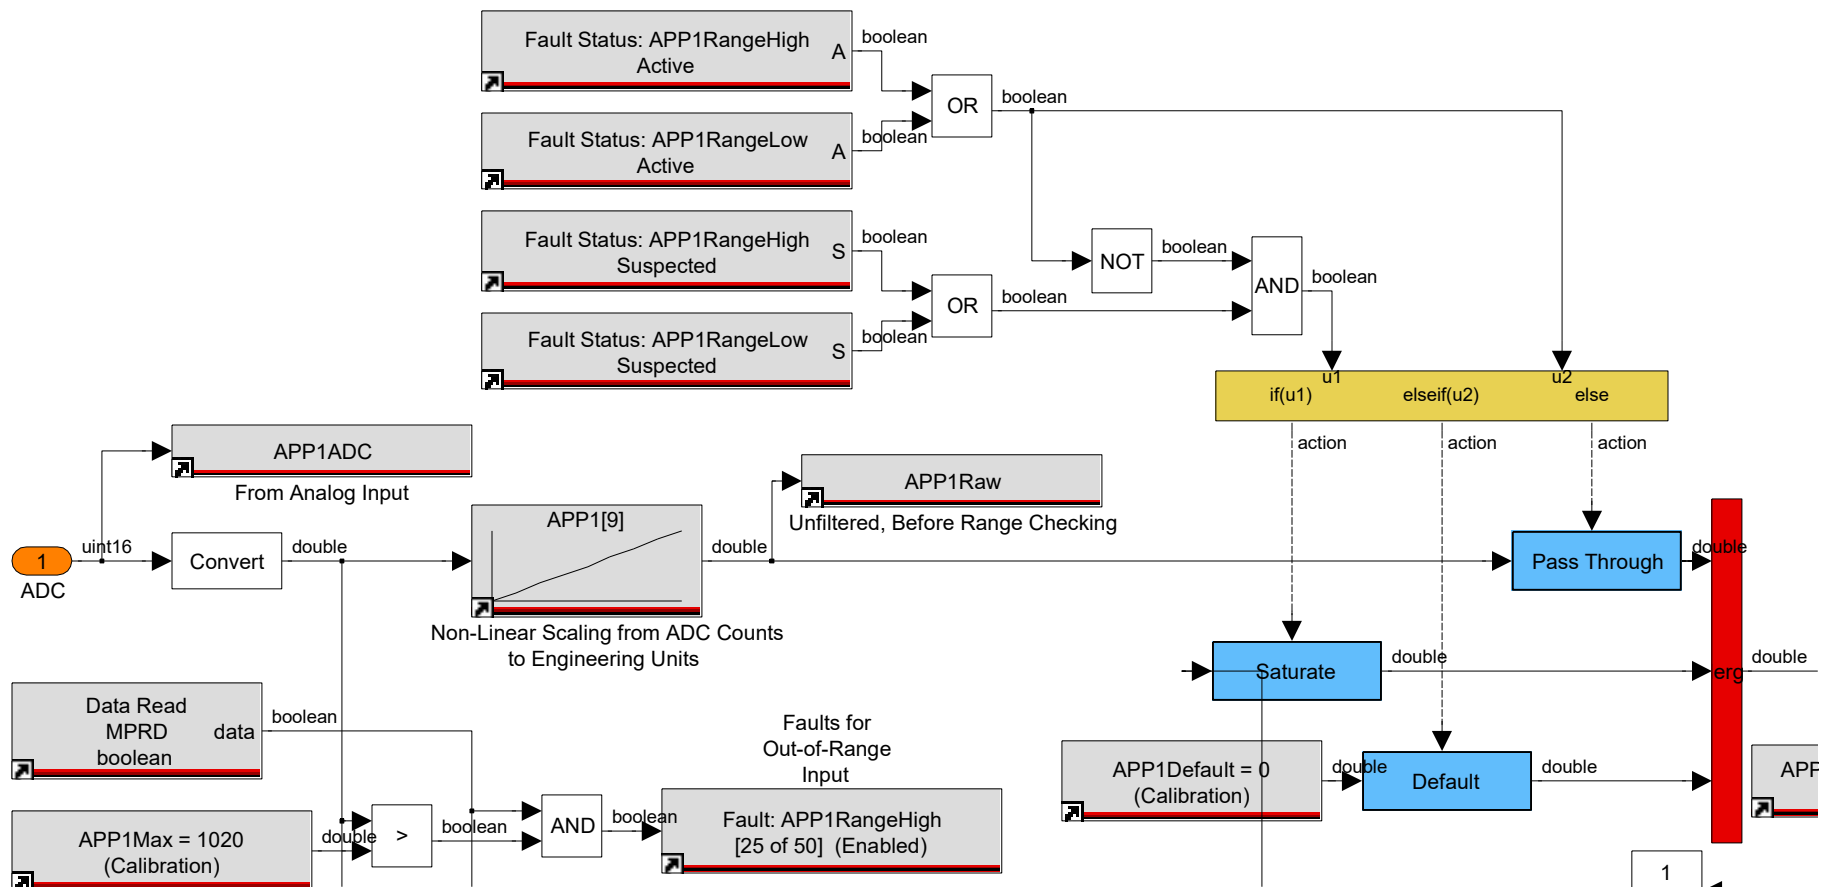 Fault Status: APP1RangeHigh
Active
A
boolean
Fault Status: APP1RangeLow
Active
A
boolean
OR
boolean
Fault Status: APP1RangeHigh
Suspected
S
boolean
Fault Status: APP1RangeLow
Suspected
S
boolean
OR
boolean
NOT
boolean
AND
boolean
u1
u2
if(u1)
elseif(u2)
else
action
action
action
APP1ADC
From Analog Input
1
ADC
uint16
Convert
double
APP1[9]
Non-Linear Scaling from ADC Counts
to Engineering Units
double
APP1Raw
Unfiltered, Before Range Checking
Pass Through
double
Saturate
double
erg
double
Data Read
MPRD
boolean
data
boolean
Faults for
Out-of-Range
Input
APP1Default = 0
(Calibration)
double
Default
double
APP
APP1Max = 1020
(Calibration)
double
>
boolean
AND
boolean
Fault: APP1RangeHigh
[25 of 50]  (Enabled)
1